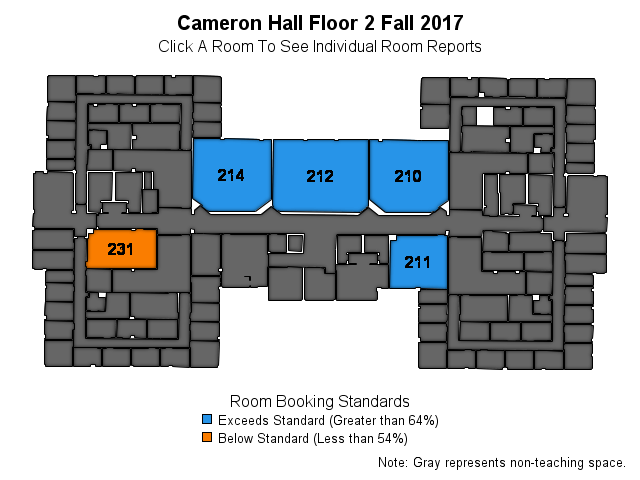 Cameron Hall Floor 2 Fall 2017
Click A Room To See Individual Room Reports
214
212
210
231
211
Room Booking Standards
Exceeds Standard (Greater than 64%)
Below Standard (Less than 54%)
Note: Gray represents non-teaching space.